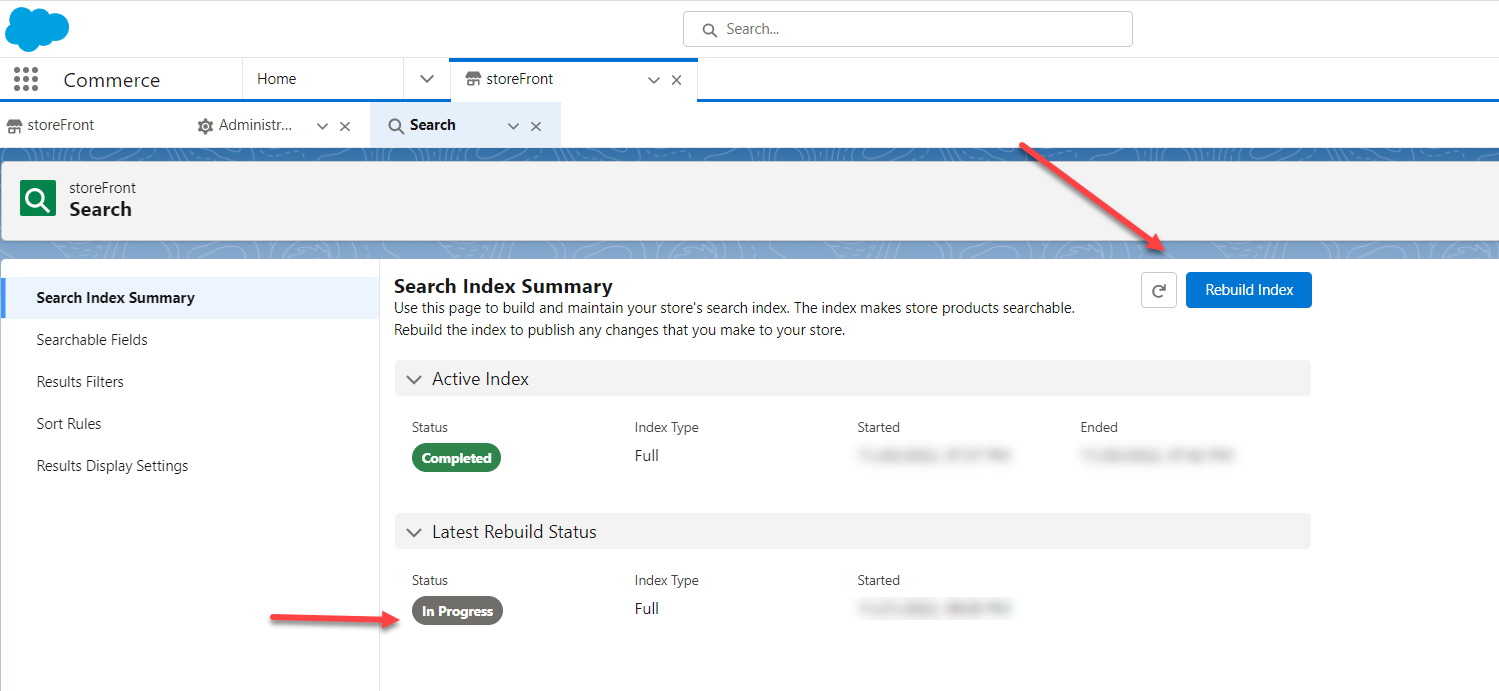 Search...
Commerce
Home
storeFront
storeFront
Administr...
Search
storeFront
Search
Search Index Summary
Searchable Fields
Results Filters
Sort Rules
Results Display Settings
Search Index Summary
Use this page to build and maintain your store's search index. The index makes store products searchable.
Rebuild the index to publish any changes that you make to your store.
Rebuild Index
Active Index
Status Index Type Started Ended
Completed Full
Latest Rebuild Status
Status Index Type Started
In Progress Full